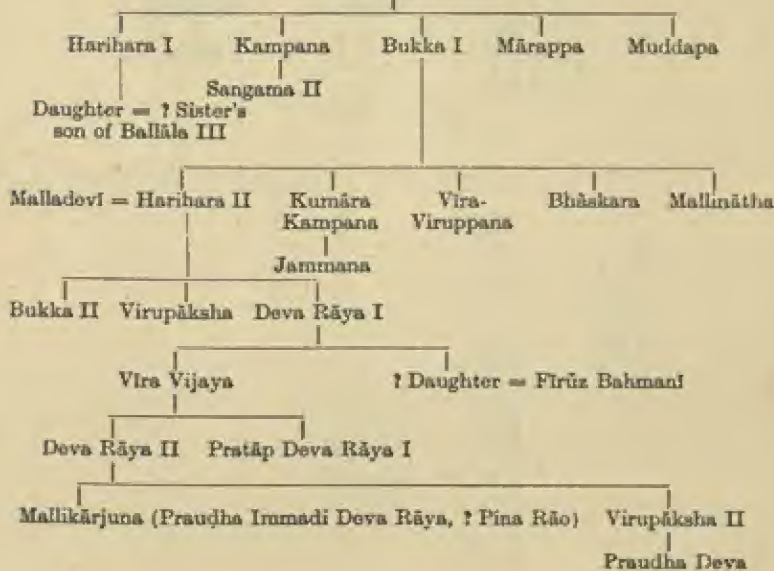 Harihara I Kampana Bukka I Mārappa Muddapa
Sangama II
Daughter = ? Sister's
son of Ballāla III
Malladevī = Harihara II Kumāra Vīra- Bhāskara Mallinātha
Kampana Viruppana
Jammana
Bukka II Virupāksha Deva Rāya I
Vīra Vijaya ? Daughter = Fīrūz Bahmanī
Deva Rāya II Pratāp Deva Rāya I
Mallikārjuna (Prauḍha Immadi Deva Rāya, ? Pīna Rāo) Virupāksha II
Praudha Deva